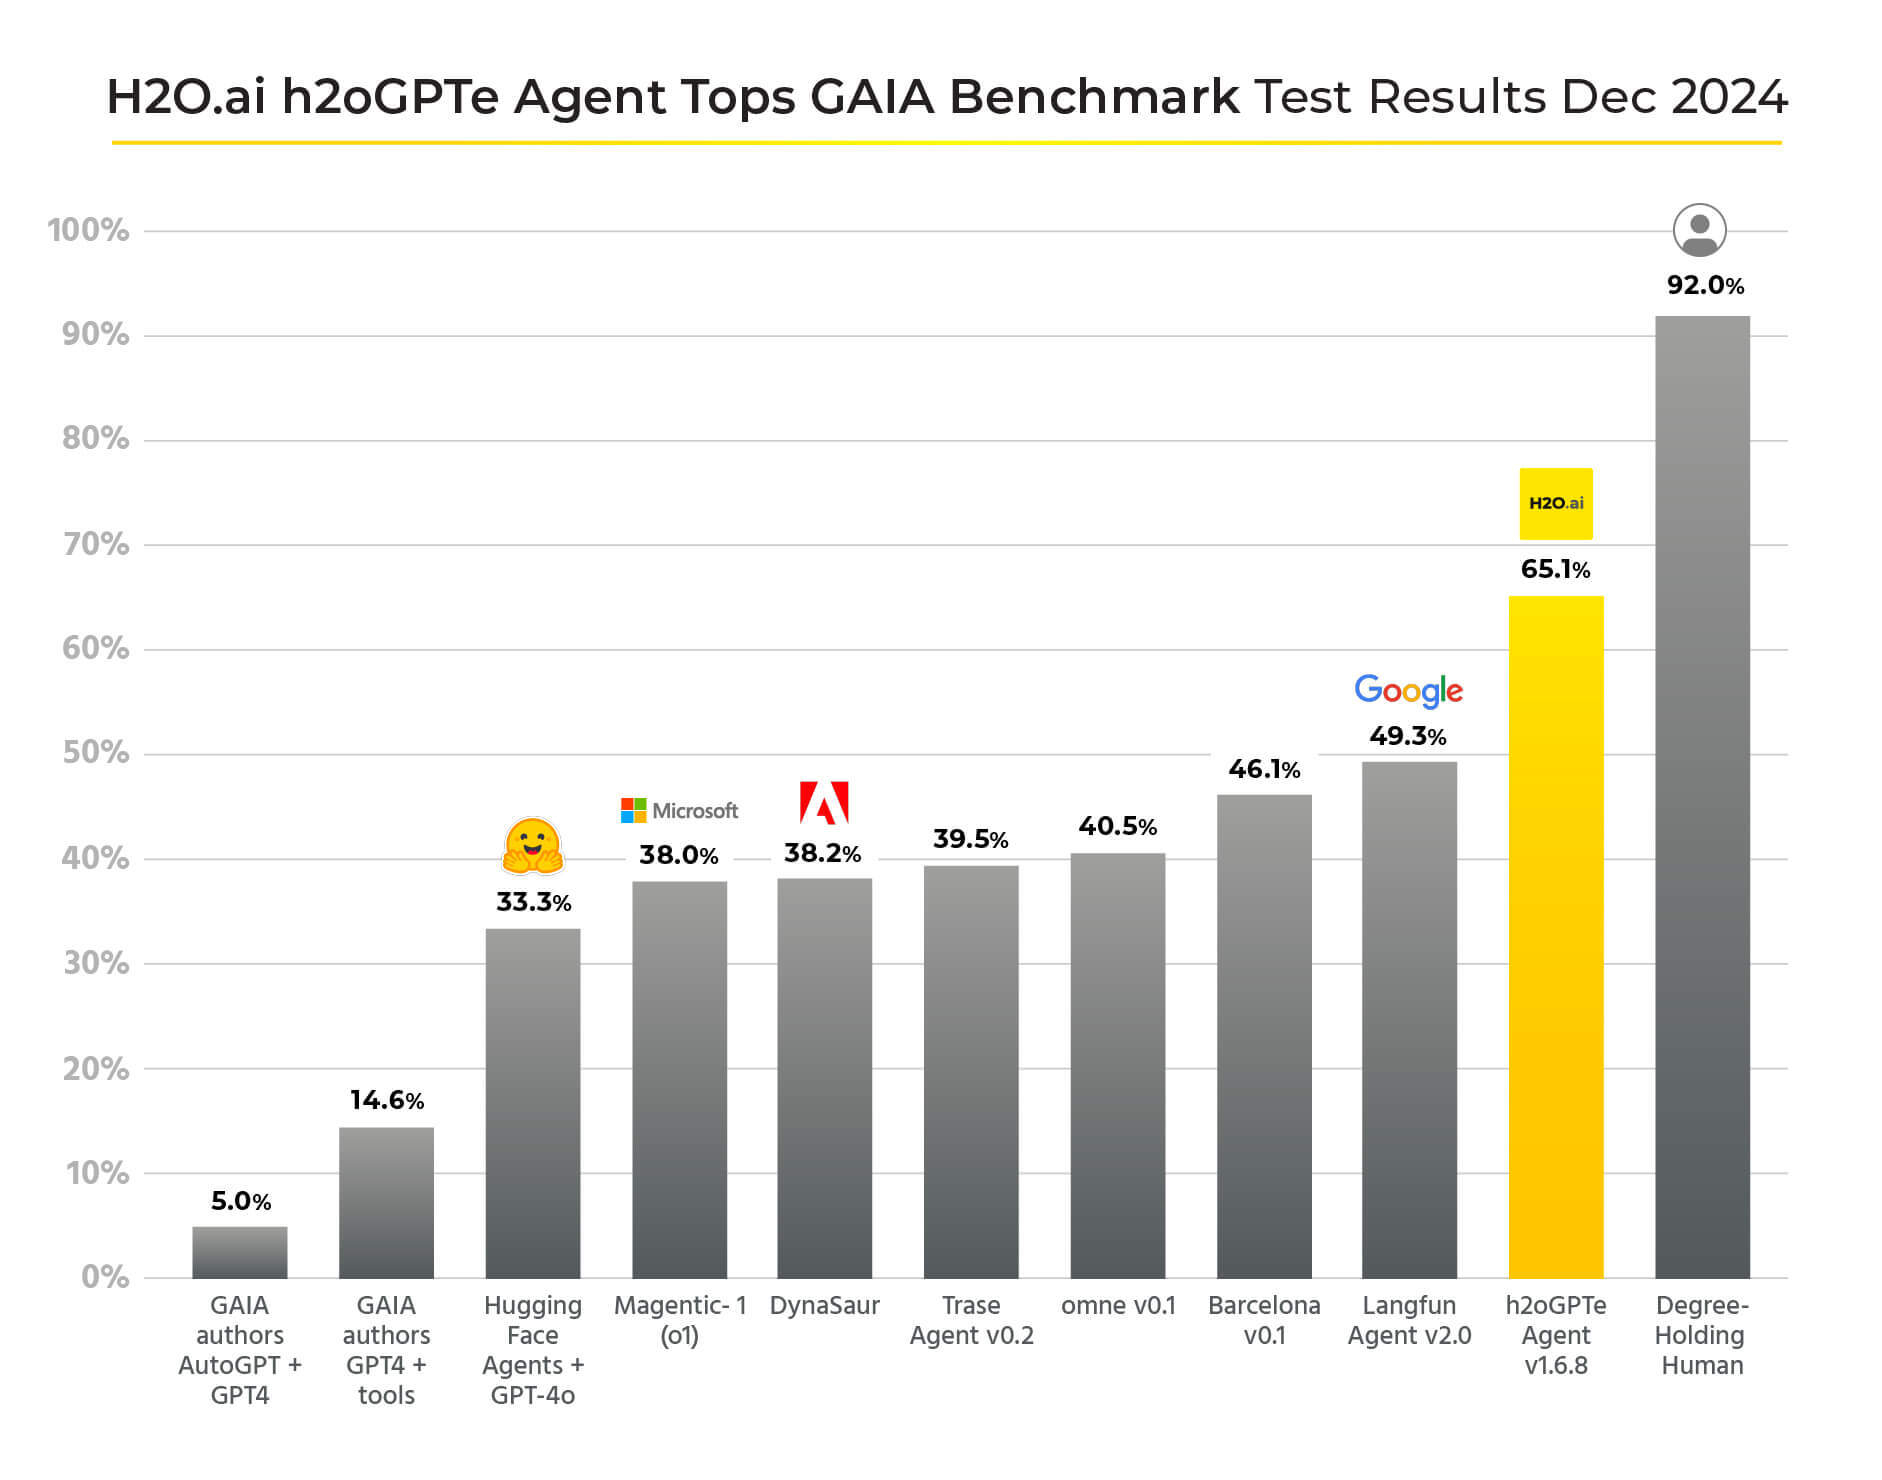 H2O.ai h2oGPTe Agent Tops GAIA Benchmark Test Results Dec 2024
100%
90%
80%
70%
60%
50%
40%
30%
20%
10%
0%
5.0%
14.6%
33.3%
Microsoft
38.0%
38.2%
39.5%
40.5%
46.1%
Google
49.3%
H2O.ai
65.1%
92.0%
GAIA
authors
AutoGPT +
GPT4
GAIA
authors
GPT4 +
tools
Hugging
Face
Agents +
GPT-4o
Magentic- 1
(o1)
DynaSaur
Trase
Agent v0.2
omne v0.1
Barcelona
v0.1
Langfun
Agent v2.0
h2oGPTe
Agent
v1.6.8
Degree-
Holding
Human